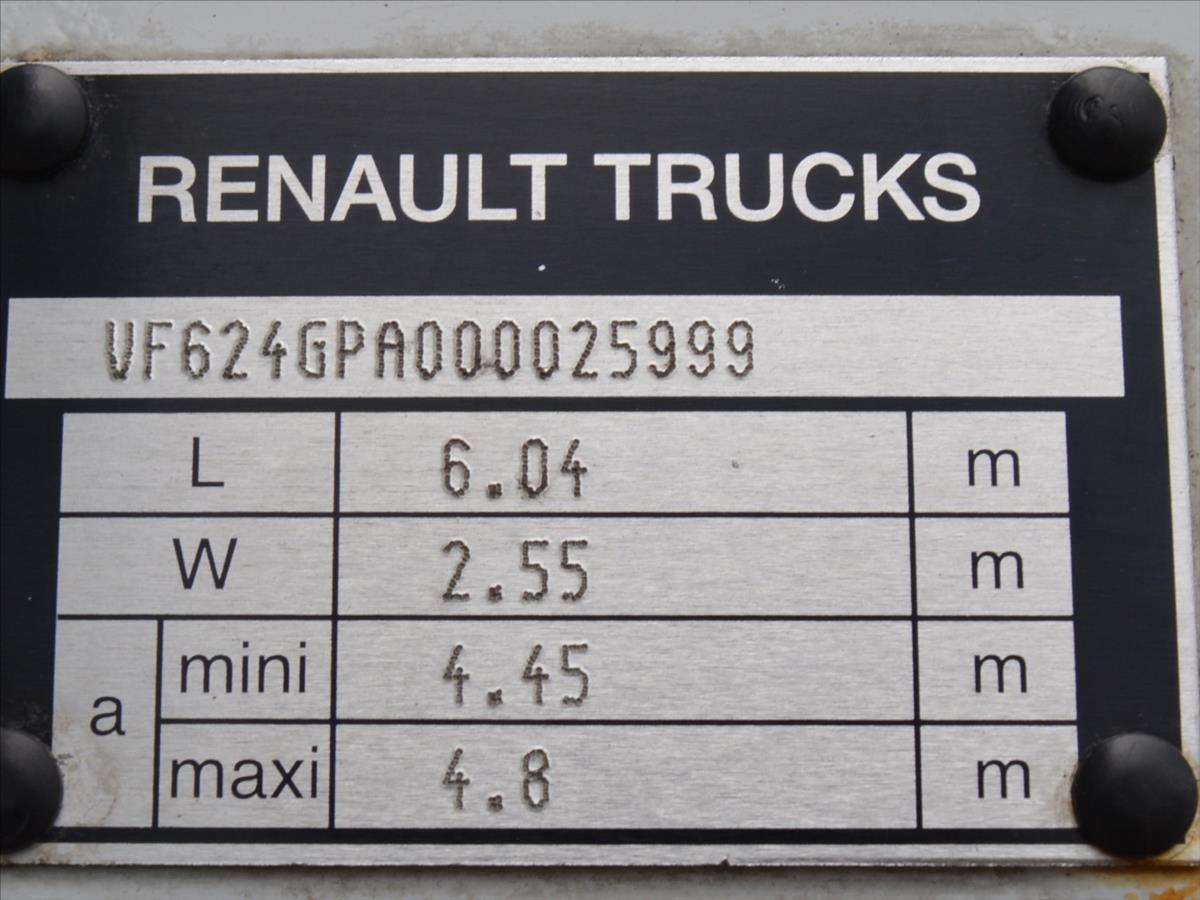 RENAULT TRUCKS
VF624GPA000025999
L 6.04 m
W 2.55 m
a mini 4.45 m
maxi 4.8 m